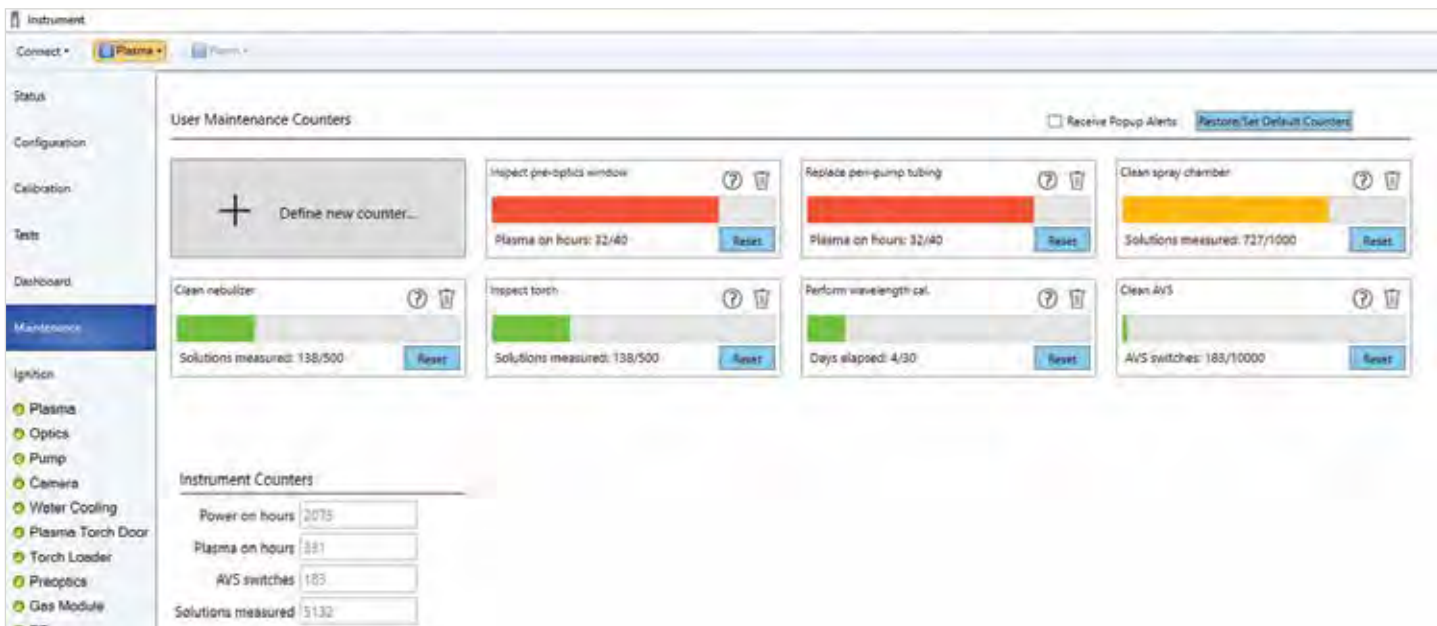 Instrument
Connect
Plasma
Status
Configuration
Calibration
Tests
Dashboard
Maintenance
Ignition
Plasma
Optics
Pump
Camera
Water Cooling
Plasma Torch Door
Torch Loader
Preoptics
Gas Module
User Maintenance Counters
Receive Popup Alerts
Restore/Set Default Counters
Define new counter...
Inspect pre-optics window
Plasma on hours: 32/40
Reset
Replace peri-pump tubing
Plasma on hours: 32/40
Reset
Clean spray chamber
Solutions measured: 727/1000
Reset
Clean nebulizer
Solutions measured: 138/500
Reset
Inspect torch
Solutions measured: 138/500
Reset
Perform wavelength cal.
Days elapsed: 4/30
Reset
Clean AVS
AVS switches: 183/10000
Reset
Instrument Counters
Power on hours 2075
Plasma on hours
AVS switches 183
Solutions measured 5132